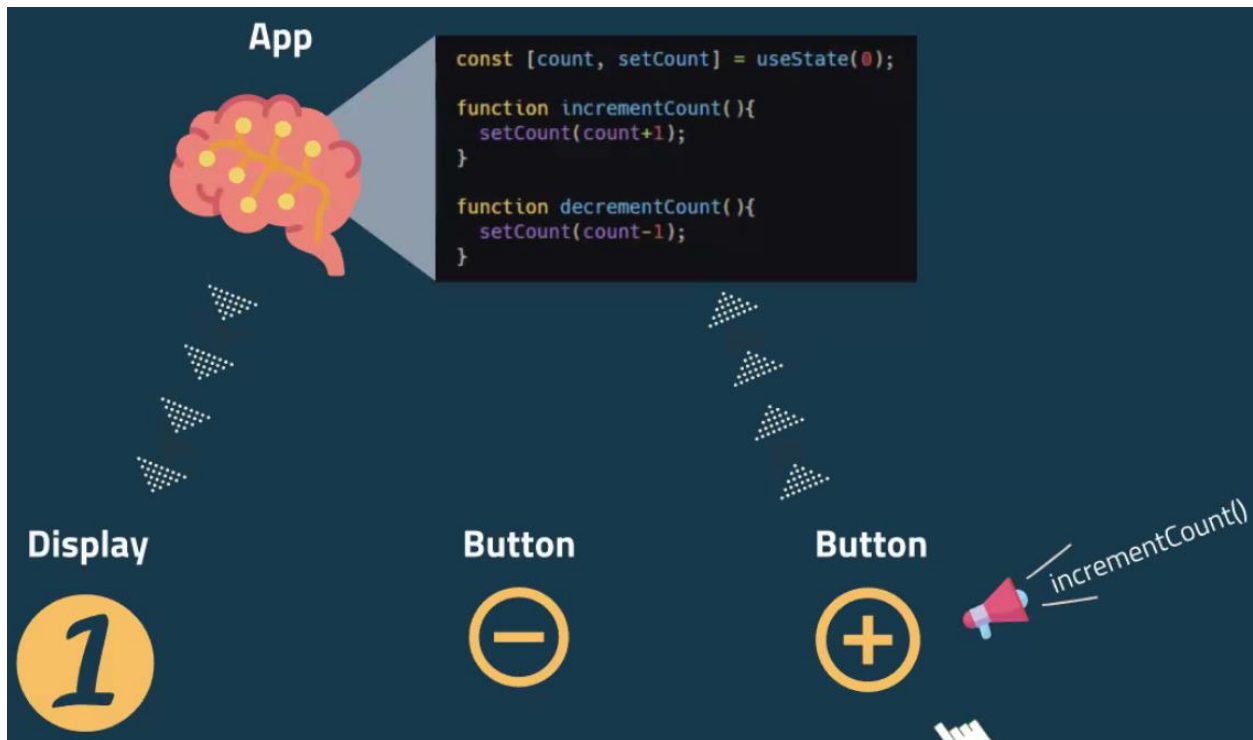 App
const [count, setCount] = useState(0);
function incrementCount(){
  setCount(count+1);
}
function decrementCount(){
  setCount(count-1);
}
Display
Button
Button
incrementCount()
1